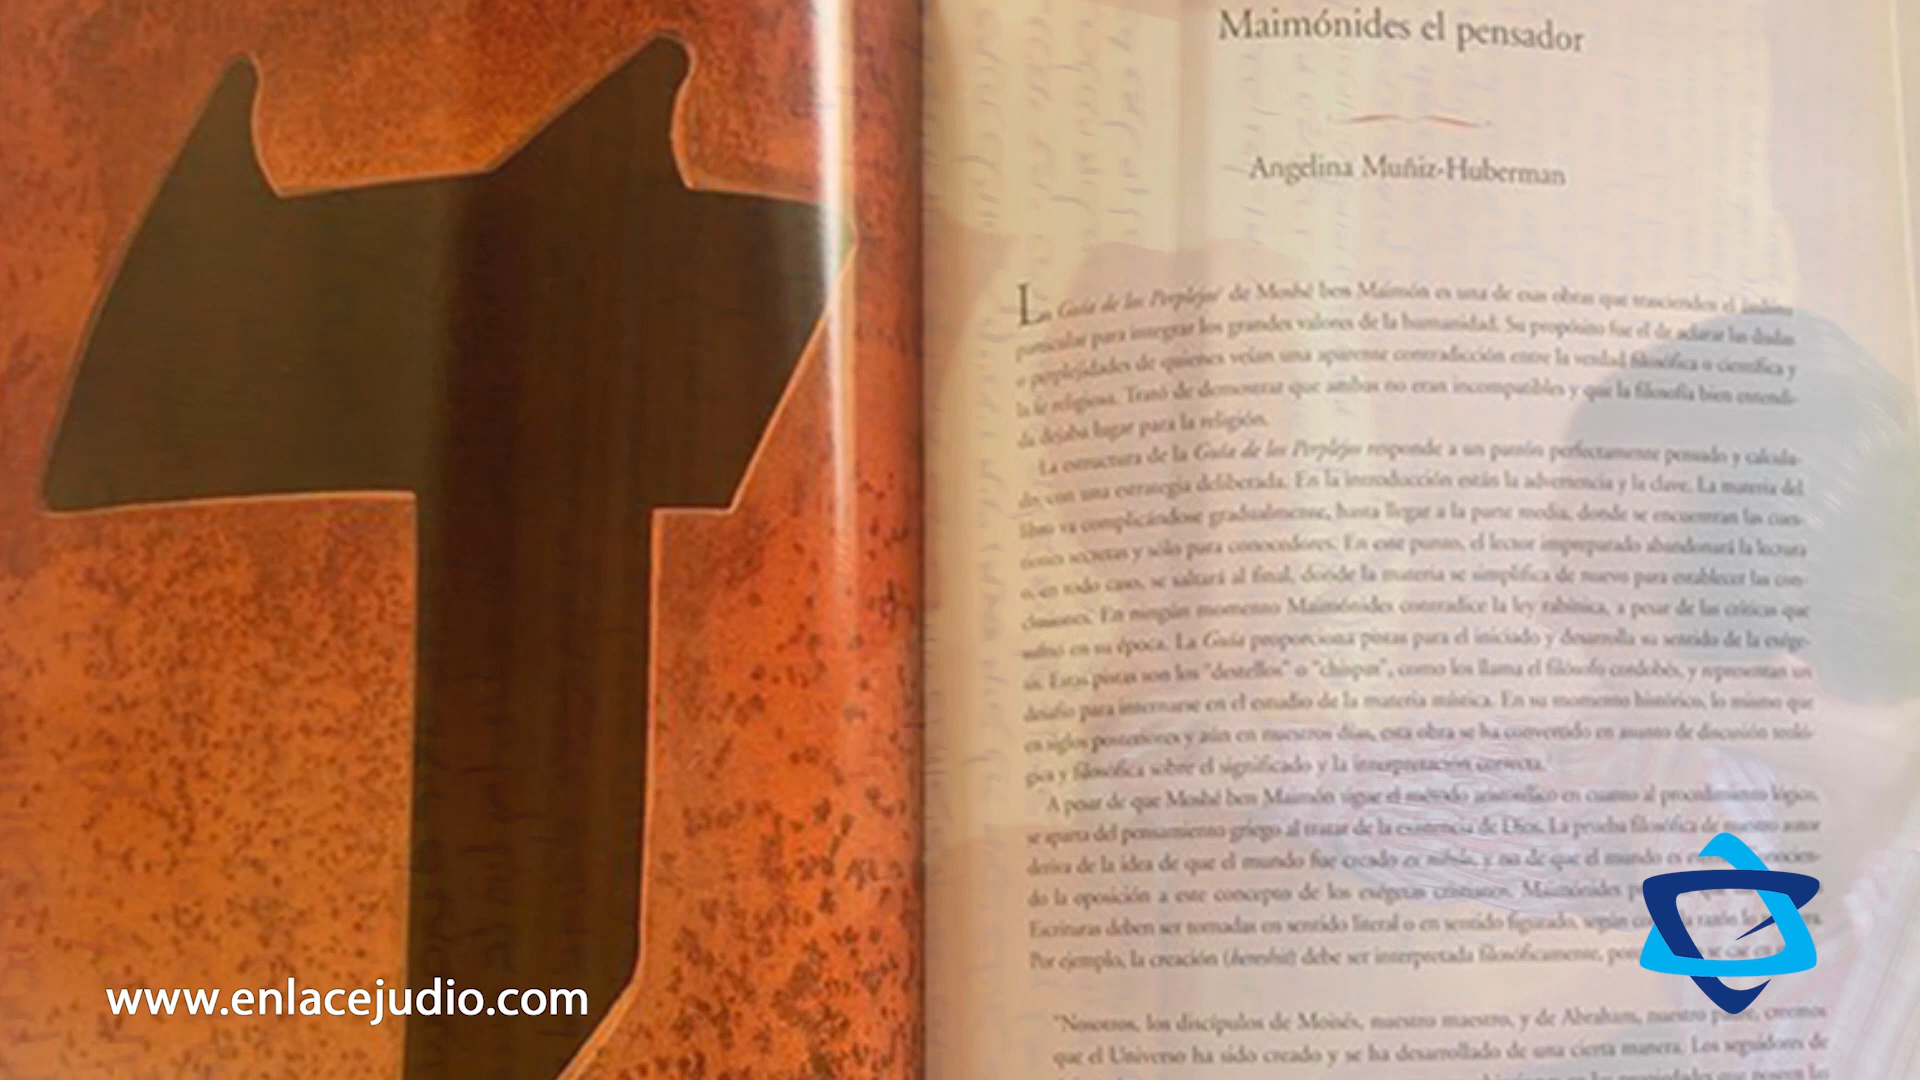 Maimónides el pensador
Angelina Muñiz-Huberman
La Guía de los Perplejos de Moshé ben Maimón es una de esas obras que trascienden el ámbito
particular para integrar los grandes valores de la humanidad. Su propósito fue el de aclarar las dudas
o perplejidades de quienes veían una aparente contradicción entre la verdad filosófica o científica y
la fe religiosa. Trató de demostrar que ambas no eran incompatibles y que la filosofía bien entendi-
da dejaba lugar para la religión.
La estructura de la Guía de los Perplejos responde a un patrón perfectamente pensado y calcula-
do, con una estrategia deliberada. En la introducción están la advertencia y la clave. La materia del
libro va complicándose gradualmente, hasta llegar a la parte media, donde se encuentran las cues-
tiones secretas y sólo para conocedores. En este punto, el lector impreparado abandonará la lectura
o, en todo caso, se saltará al final, donde la materia se simplifica de nuevo para establecer las con-
clusiones. En ningún momento Maimónides contradice la ley rabínica, a pesar de las críticas que
sufrió en su época. La Guía proporciona pistas para el iniciado y desarrolla su sentido de la exége-
sis. Estas pistas son los "destellos" o "chispas", como los llama el filósofo cordobés, y representan un
desafío para internarse en el estudio de la materia mística. En su momento histórico, lo mismo que
en siglos posteriores y aún en nuestros días, esta obra se ha convertido en asunto de discusión teoló-
gica y filosófica sobre el significado y la interpretación correcta.
A pesar de que Moshé ben Maimón sigue el método aristotélico en cuanto al procedimiento lógico,
se aparta del pensamiento griego al tratar de la existencia de Dios. La prueba filosófica de nuestro autor
deriva de la idea de que el mundo fue creado ex nihilo, y no de que el mundo es
do la oposición a este concepto de los exégetas cristianos, Maimónides
Escrituras deben ser tomadas en sentido literal o en sentido figurado, según la razón lo
Por ejemplo, la creación (bereshit) debe ser interpretada filosóficamente, se cae en
"Nosotros, los discípulos de Moisés, nuestro maestro, y de Abraham, nuestro padre, creemos
que el Universo ha sido creado y se ha desarrollado de una cierta manera. Los seguidores de
www.enlacejudio.com